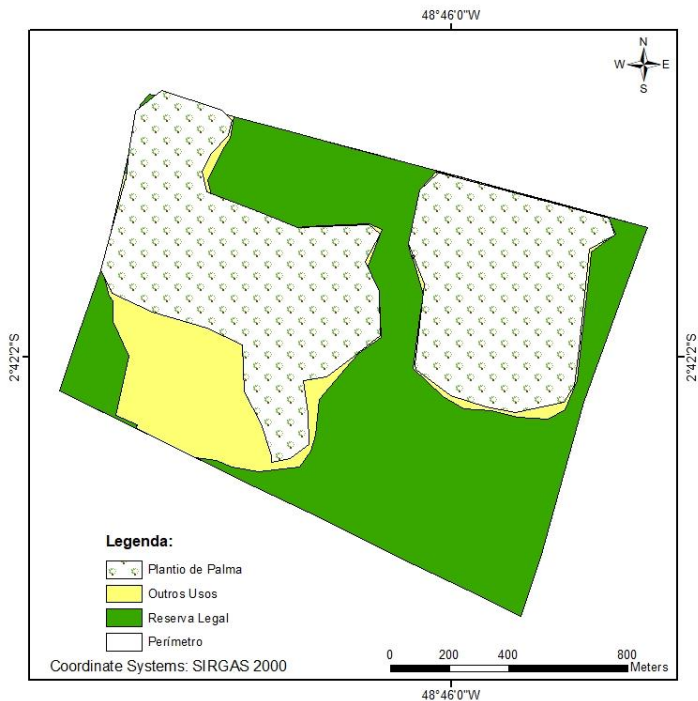 48°46'0"W
N
W E
S
2°42'2"S
2°42'2"S
Legenda:
Plantio de Palma
Outros Usos
Reserva Legal
Perímetro
Coordinate Systems: SIRGAS 2000
0 200 400 800
Meters
48°46'0"W